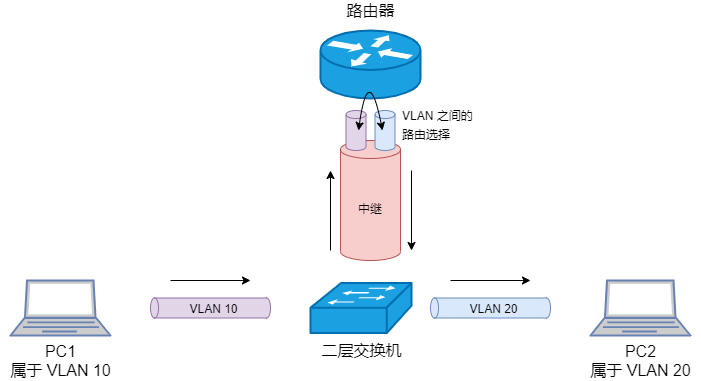 路由器
VLAN 之间的
路由选择
中继
VLAN 10
VLAN 20
二层交换机
PC1
属于 VLAN 10
PC2
属于 VLAN 20